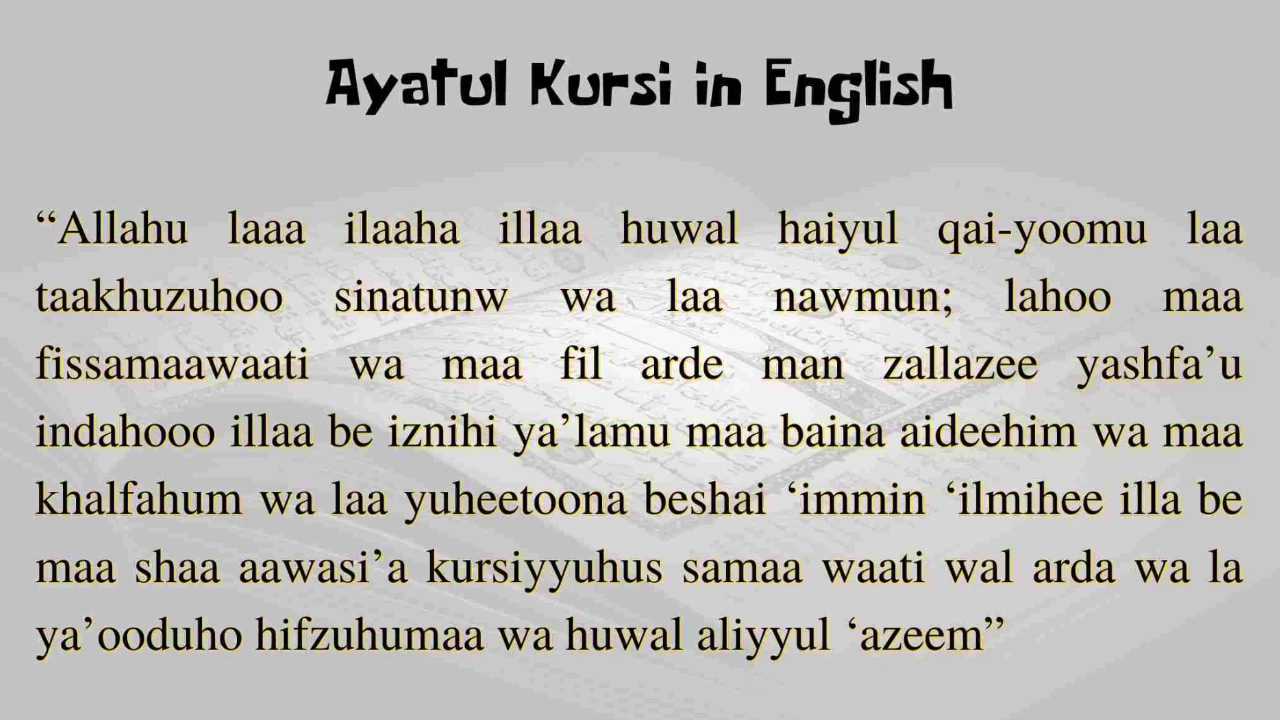 Ayatul Kursi in English
“Allahu laaa ilaaha illaa huwal haiyul qai-yoomu laa
taakhuzuhoo sinatunw wa laa nawmun; lahoo maa
fissamaawaati wa maa fil arde man zallazee yashfa’u
indahooo illaa be iznihi ya’lamu maa baina aideehim wa maa
khalfahum wa laa yuheetoona beshai ‘immin ‘ilmihee illa be
maa shaa aawasi’a kursiyyuhus samaa waati wal arda wa la
ya’ooduho hifzuhumaa wa huwal aliyyul ‘azeem”